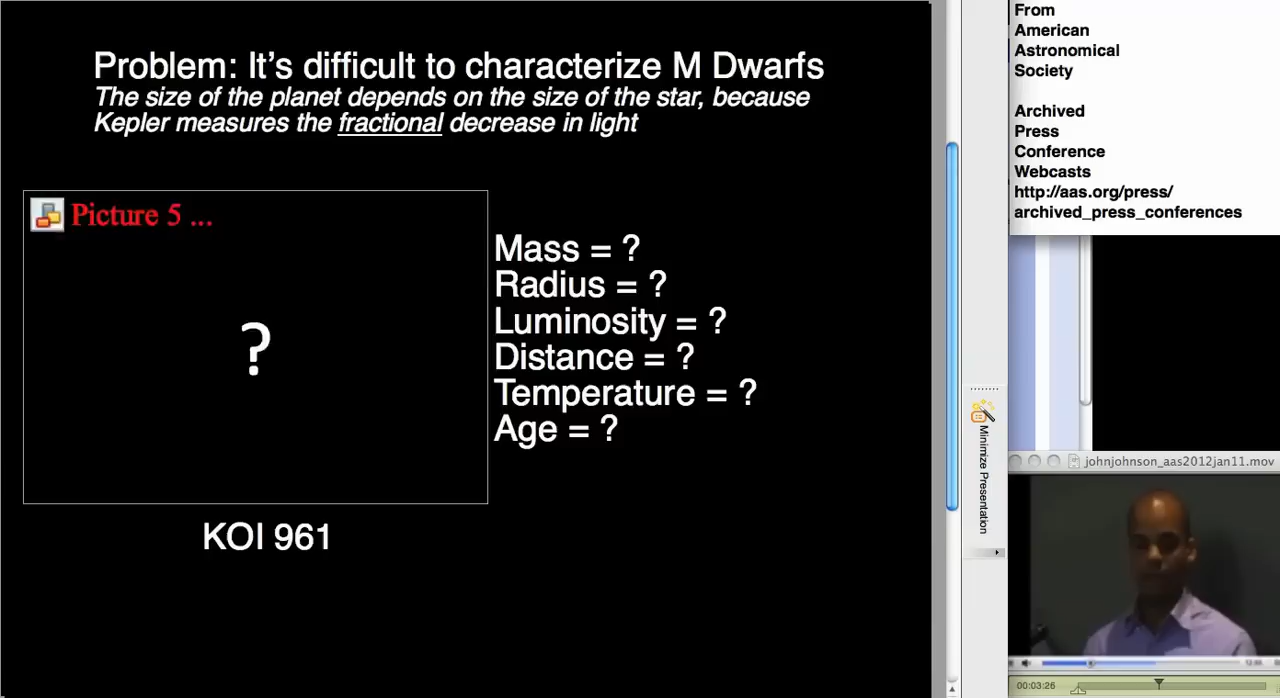 Problem: It's difficult to characterize M Dwarfs
The size of the planet depends on the size of the star, because
Kepler measures the fractional decrease in light
Picture 5 ...
?
Mass = ?
Radius = ?
Luminosity = ?
Distance = ?
Temperature = ?
Age = ?
KOI 961
From
American
Astronomical
Society
Archived
Press
Conference
Webcasts
http://aas.org/press/
archived_press_conferences
Minimize Presentation
johnjohnson_aas2012jan11.mov
00:03:26